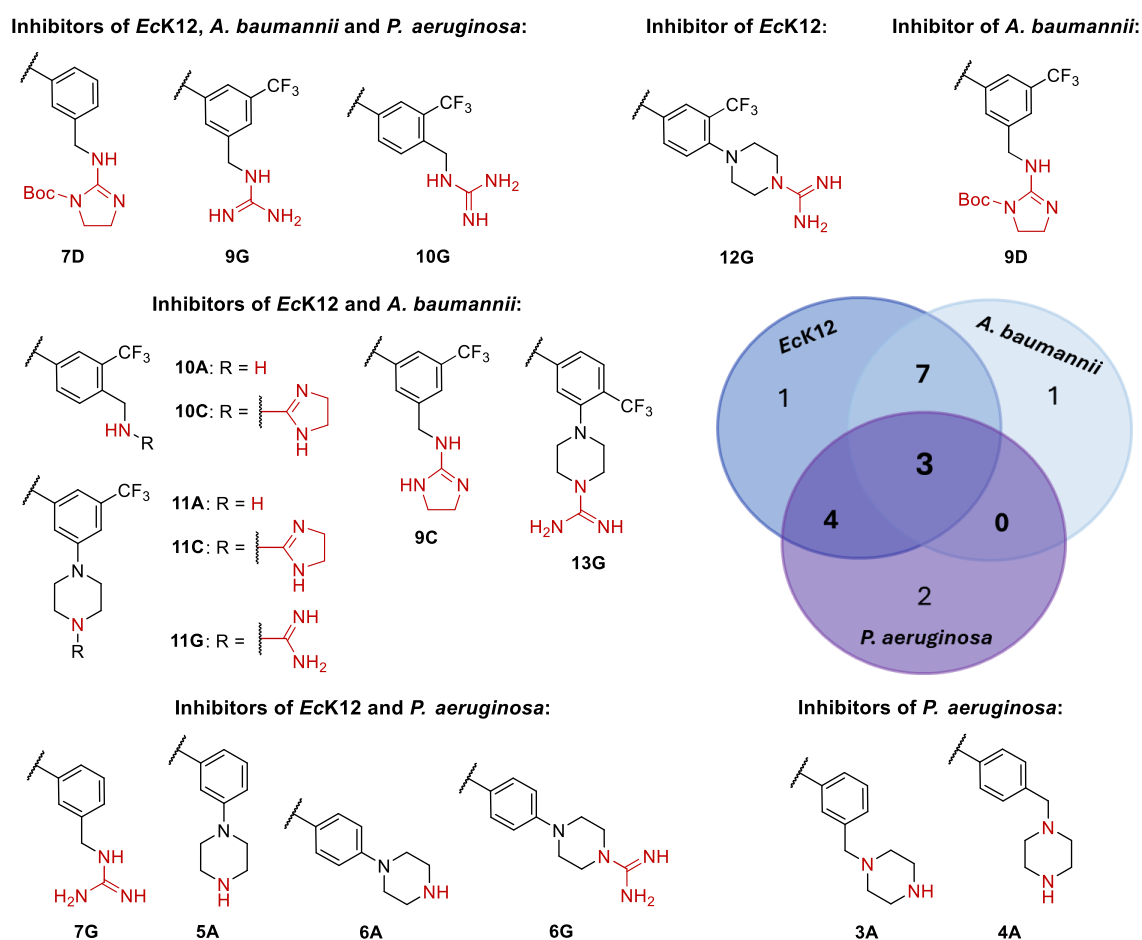 Inhibitors of EcK12, A. baumannii and P. aeruginosa:
Inhibitor of EcK12:
Inhibitor of A. baumannii:
NH
Boc
N
N
7D
CF3
NH
HN
NH2
9G
CF3
HN
NH2
NH
10G
CF3
N
N
NH
NH2
12G
CF3
NH
Boc
N
N
9D
Inhibitors of EcK12 and A. baumannii:
CF3
HN
R
10A: R = H
10C: R =
N
N
H
CF3
N
N
R
11A: R = H
11C: R =
N
N
H
11G: R =
NH
NH2
CF3
NH
HN
N
9C
CF3
N
N
H2N
NH
13G
EcK12
A. baumannii
7
1
1
3
4
0
2
P. aeruginosa
Inhibitors of EcK12 and P. aeruginosa:
NH
H2N
NH
7G
N
N
H
5A
N
NH
6A
N
N
NH
NH2
6G
Inhibitors of P. aeruginosa:
N
NH
3A
N
N
H
4A